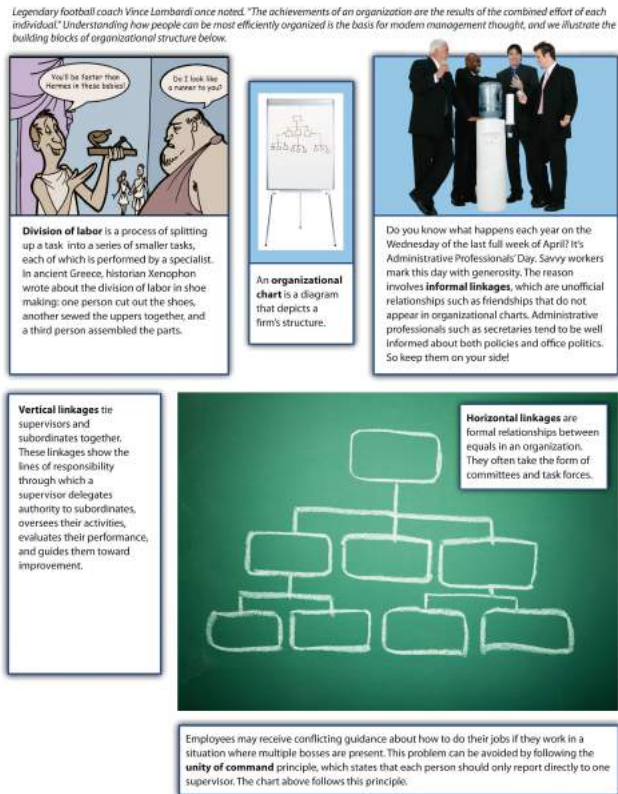 Legendary football coach Vince Lombardi once noted. "The achievements of an organization are the results of the combined effort of each
individual." Understanding how people can be most efficiently organized is the basis for modern management thought, and we illustrate the
building blocks of organizational structure below.
You'll be faster than
Hermes in these babies!
Do I look like
a runner to you?
Division of labor is a process of splitting
up a task into a series of smaller tasks,
each of which is performed by a specialist.
In ancient Greece, historian Xenophon
wrote about the division of labor in shoe
making: one person cut out the shoes,
another sewed the uppers together, and
a third person assembled the parts.
An organizational
chart is a diagram
that depicts a
firm's structure.
Do you know what happens each year on the
Wednesday of the last full week of April? It's
Administrative Professionals' Day. Savvy workers
mark this day with generosity. The reason
involves informal linkages, which are unofficial
relationships such as friendships that do not
appear in organizational charts. Administrative
professionals such as secretaries tend to be well
informed about both policies and office politics.
So keep them on your side!
Vertical linkages tie
supervisors and
subordinates together.
These linkages show the
lines of responsibility
through which a
supervisor delegates
authority to subordinates,
oversees their activities,
evaluates their performance,
and guides them toward
improvement.
Horizontal linkages are
formal relationships between
equals in an organization.
They often take the form of
committees and task forces.
Employees may receive conflicting guidance about how to do their jobs if they work in a
situation where multiple bosses are present. This problem can be avoided by following the
unity of command principle, which states that each person should only report directly to one
supervisor. The chart above follows this principle.